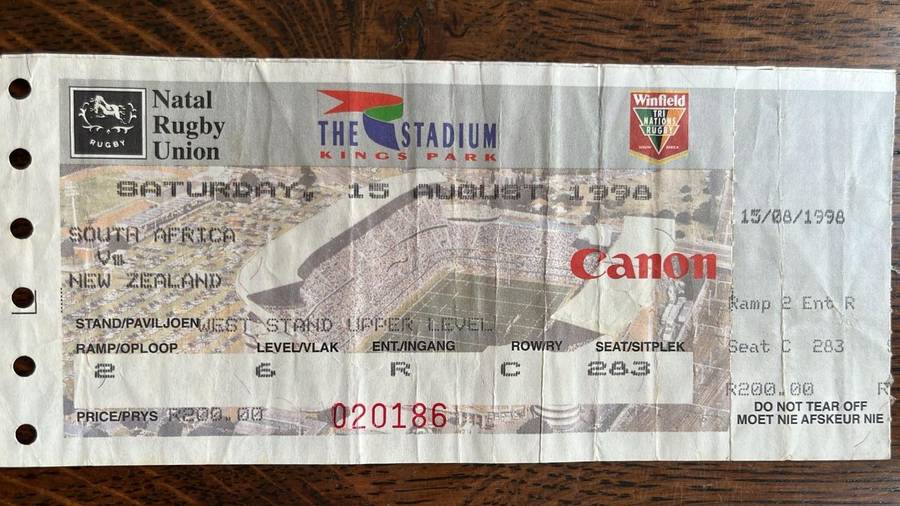 Natal
Rugby
Union
RUGBY
THE STADIUM
KINGS PARK
Winfield
TRI
NATIONS
RUGBY
SOUTH AFRICA
SATURDAY, 15 AUGUST 1998
15/08/1998
SOUTH AFRICA
Vs
NEW ZEALAND
Canon
Ramp 2 Ent R
STAND/PAVILJOEN WEST STAND UPPER LEVEL
RAMP/OPLOOP LEVEL/VLAK ENT./INGANG ROW/RY SEAT/SITPLEK
Seat C 283
2 6 R C 283
R200.00 R
PRICE/PRYS R200.00 020186
DO NOT TEAR OFF
MOET NIE AFSKEUR NIE